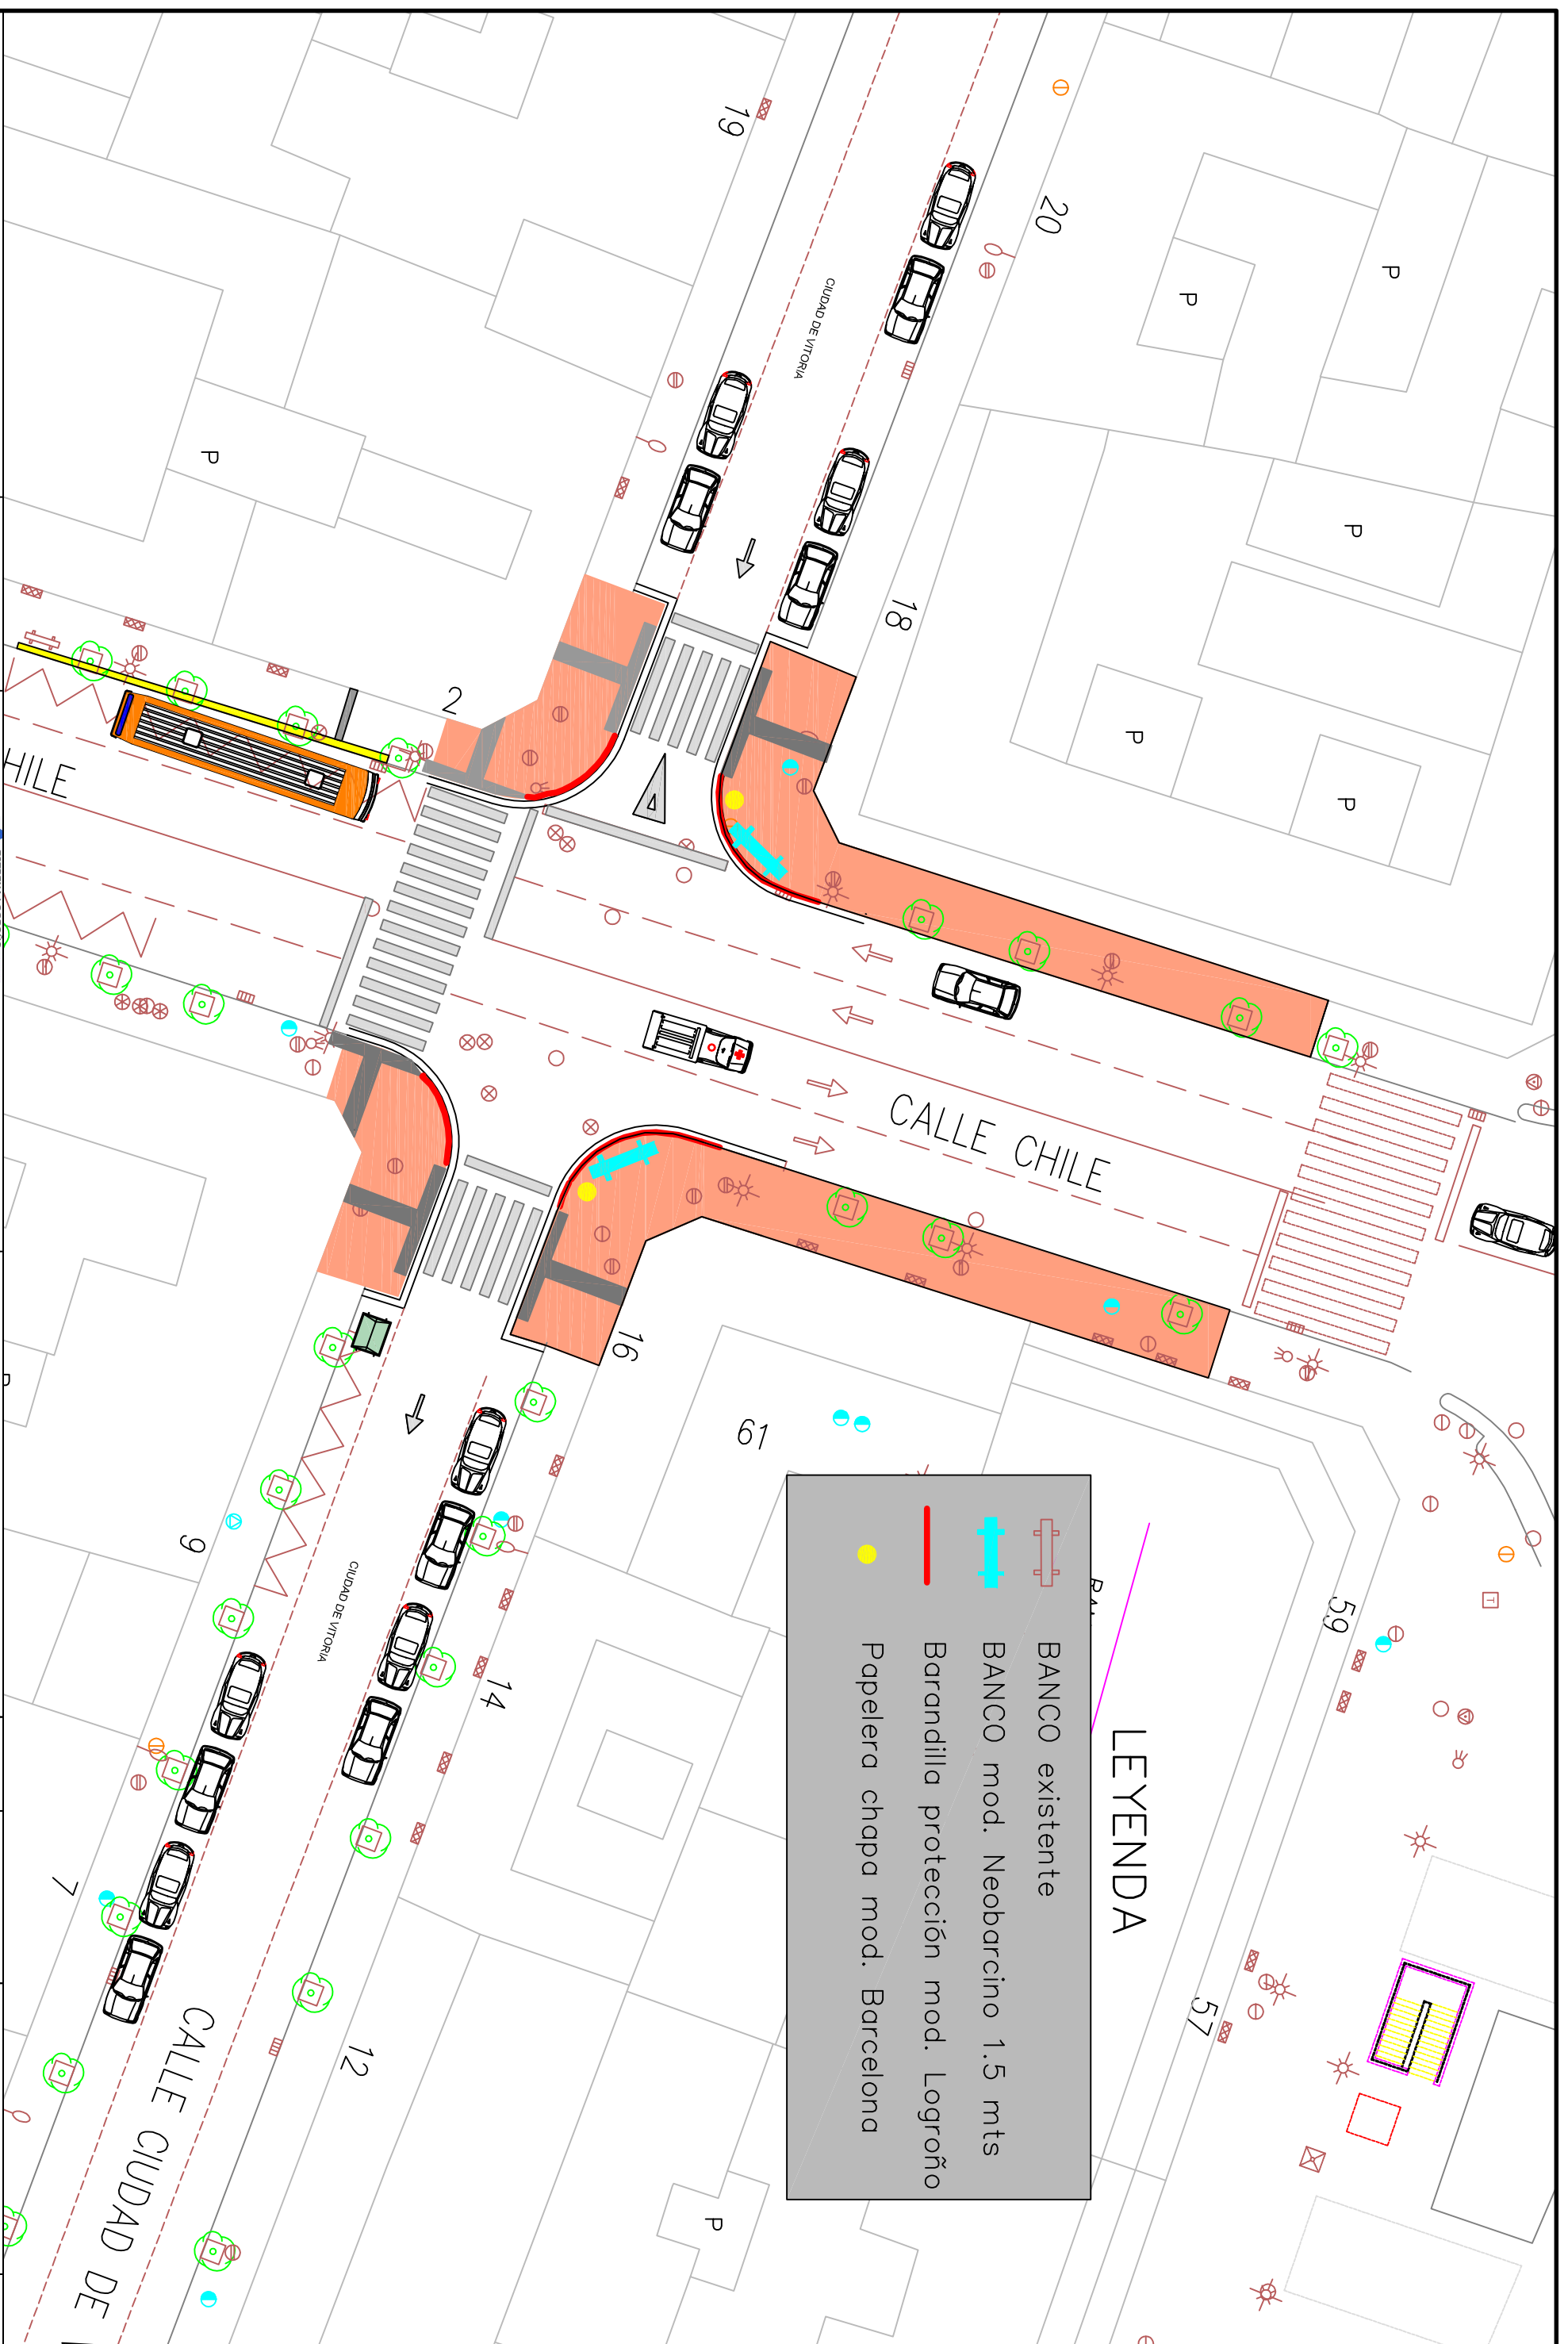 19
20
CIUDAD DE VITORIA
P
P
P
P
P
P
18
2
HILE
CALLE CHILE
16
61
59
57
9
14
CIUDAD DE VITORIA
7
12
P
P
CALLE CIUDAD DE
LEYENDA
BANCO existente
BANCO mod. Neobarcino 1.5 mts
Barandilla protección mod. Logroño
Papelera chapa mod. Barcelona
T